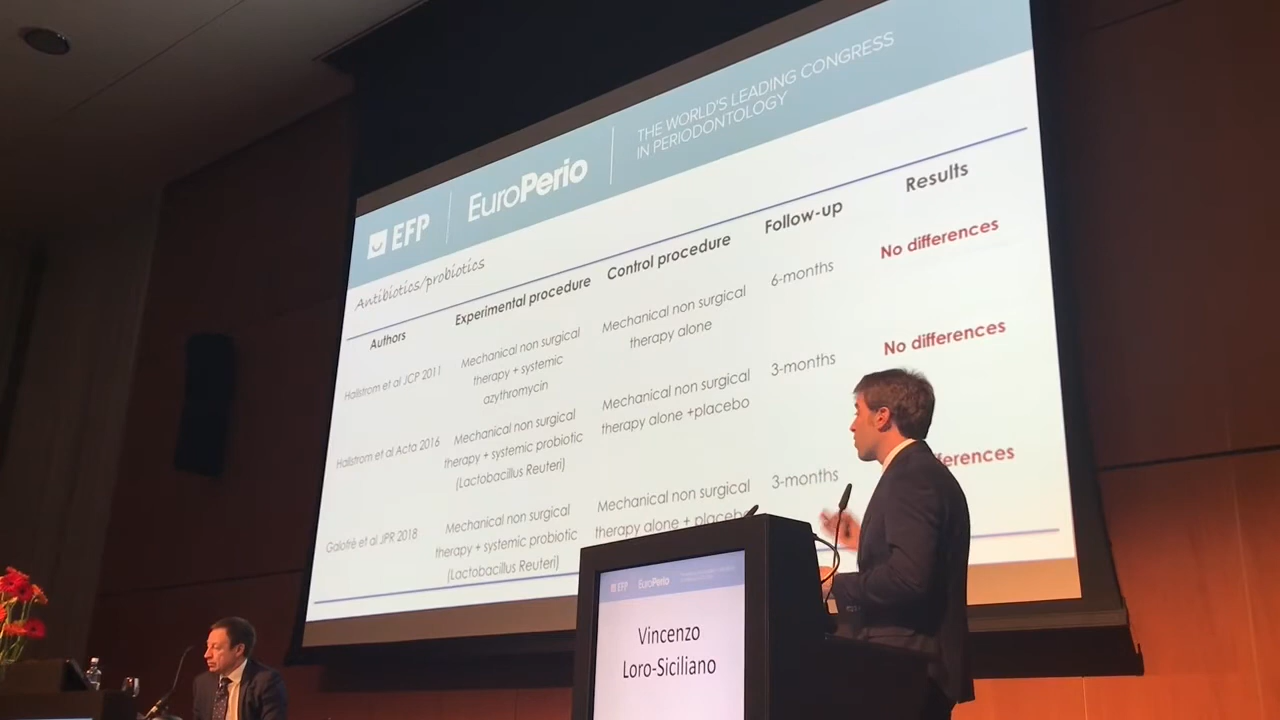 EFP
EuroPerio
THE WORLD'S LEADING CONGRESS
IN PERIODONTOLOGY
Antibiotics/probiotics
Authors
Experimental procedure
Control procedure
Follow-up
Results
Hallstrom et al JCP 2011
Mechanical non surgical
therapy + systemic
azythromycin
Mechanical non surgical
therapy alone
6-months
No differences
Hallstrom et al Acta 2016
Mechanical non surgical
therapy + systemic probiotic
(Lactobacillus Reuteri)
Mechanical non surgical
therapy alone +placebo
3-months
No differences
Galofrè et al JPR 2018
Mechanical non surgical
therapy + systemic probiotic
(Lactobacillus Reuteri)
Mechanical non surgical
therapy alone + placebo
3-months
ferences
EFP
EuroPerio
Vincenzo
Loro-Siciliano